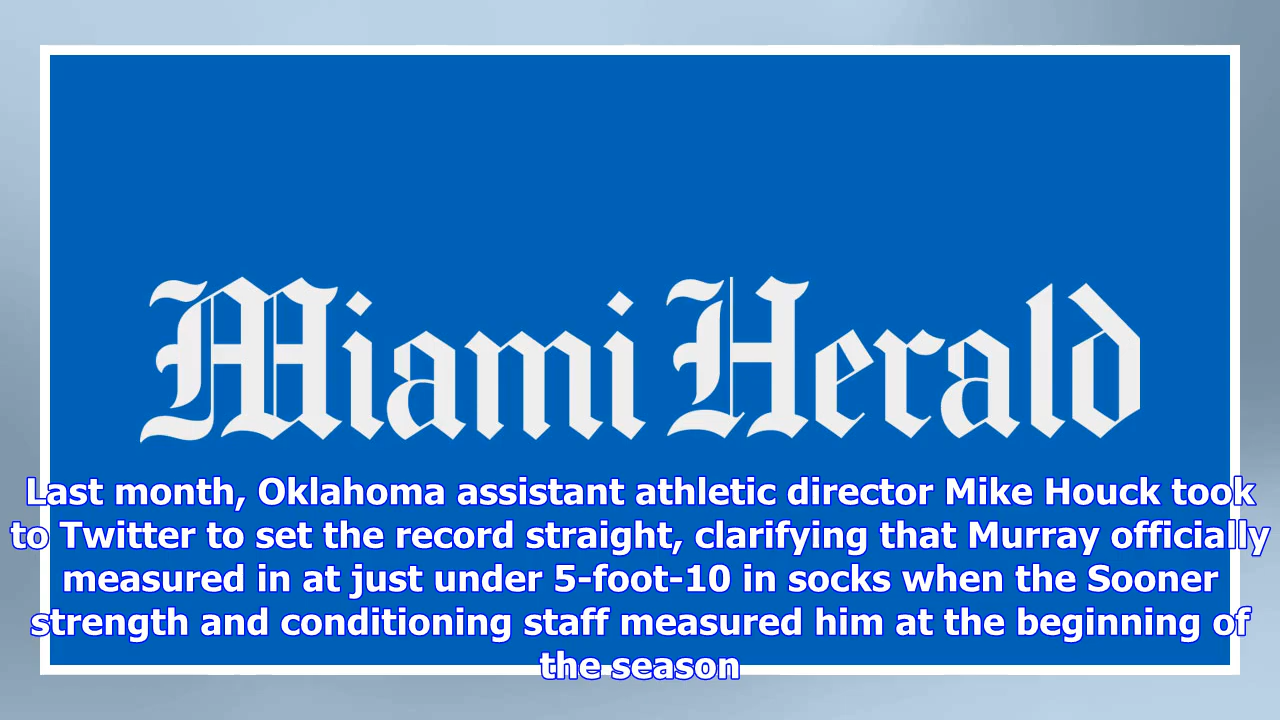 Miami Herald
Last month, Oklahoma assistant athletic director Mike Houck took
to Twitter to set the record straight, clarifying that Murray officially
measured in at just under 5-foot-10 in socks when the Sooner
strength and conditioning staff measured him at the beginning of
the season